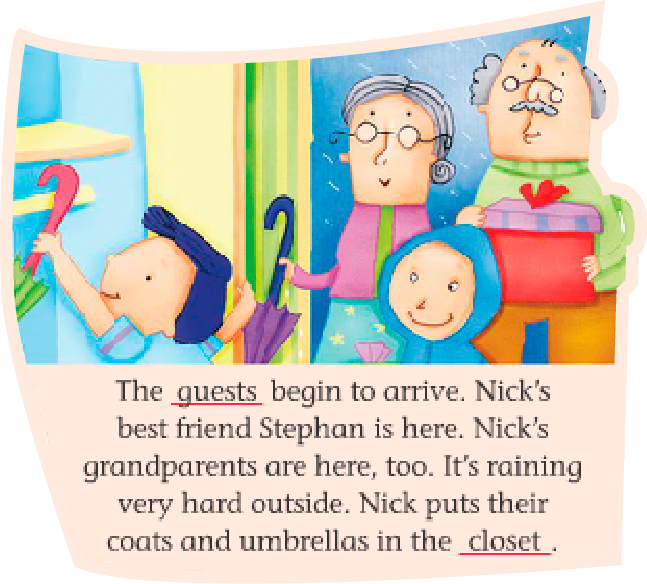 The guests begin to arrive. Nick's
best friend Stephan is here. Nick's
grandparents are here, too. It's raining
very hard outside. Nick puts their
coats and umbrellas in the closet.